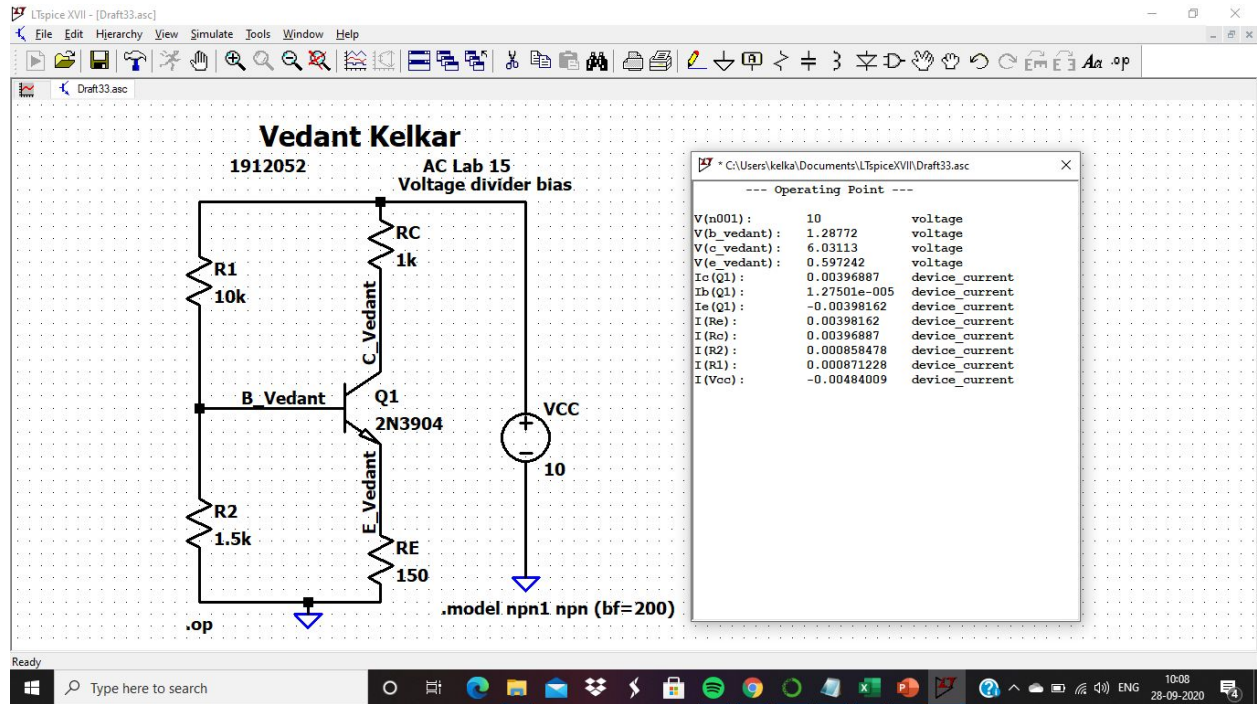 LTspice XVII - [Draft33.asc]
File Edit Hierarchy View Simulate Tools Window Help
Aa .op
Draft33.asc
Vedant Kelkar
1912052
AC Lab 15
Voltage divider bias
RC
1k
R1
10k
C_Vedant
B_Vedant
Q1
2N3904
VCC
10
E_Vedant
R2
1.5k
RE
150
.model npn1 npn (bf=200)
.op
* C:\Users\kelka\Documents\LTspiceXVII\Draft33.asc
--- Operating Point ---
V(n001): 10 voltage
V(b_vedant): 1.28772 voltage
V(c_vedant): 6.03113 voltage
V(e_vedant): 0.597242 voltage
Ic(Q1): 0.00396887 device_current
Ib(Q1): 1.27501e-005 device_current
Ie(Q1): -0.00398162 device_current
I(Re): 0.00398162 device_current
I(Rc): 0.00396887 device_current
I(R2): 0.000858478 device_current
I(R1): 0.000871228 device_current
I(Vcc): -0.00484009 device_current
Ready
Type here to search
ENG
10:08
28-09-2020
4